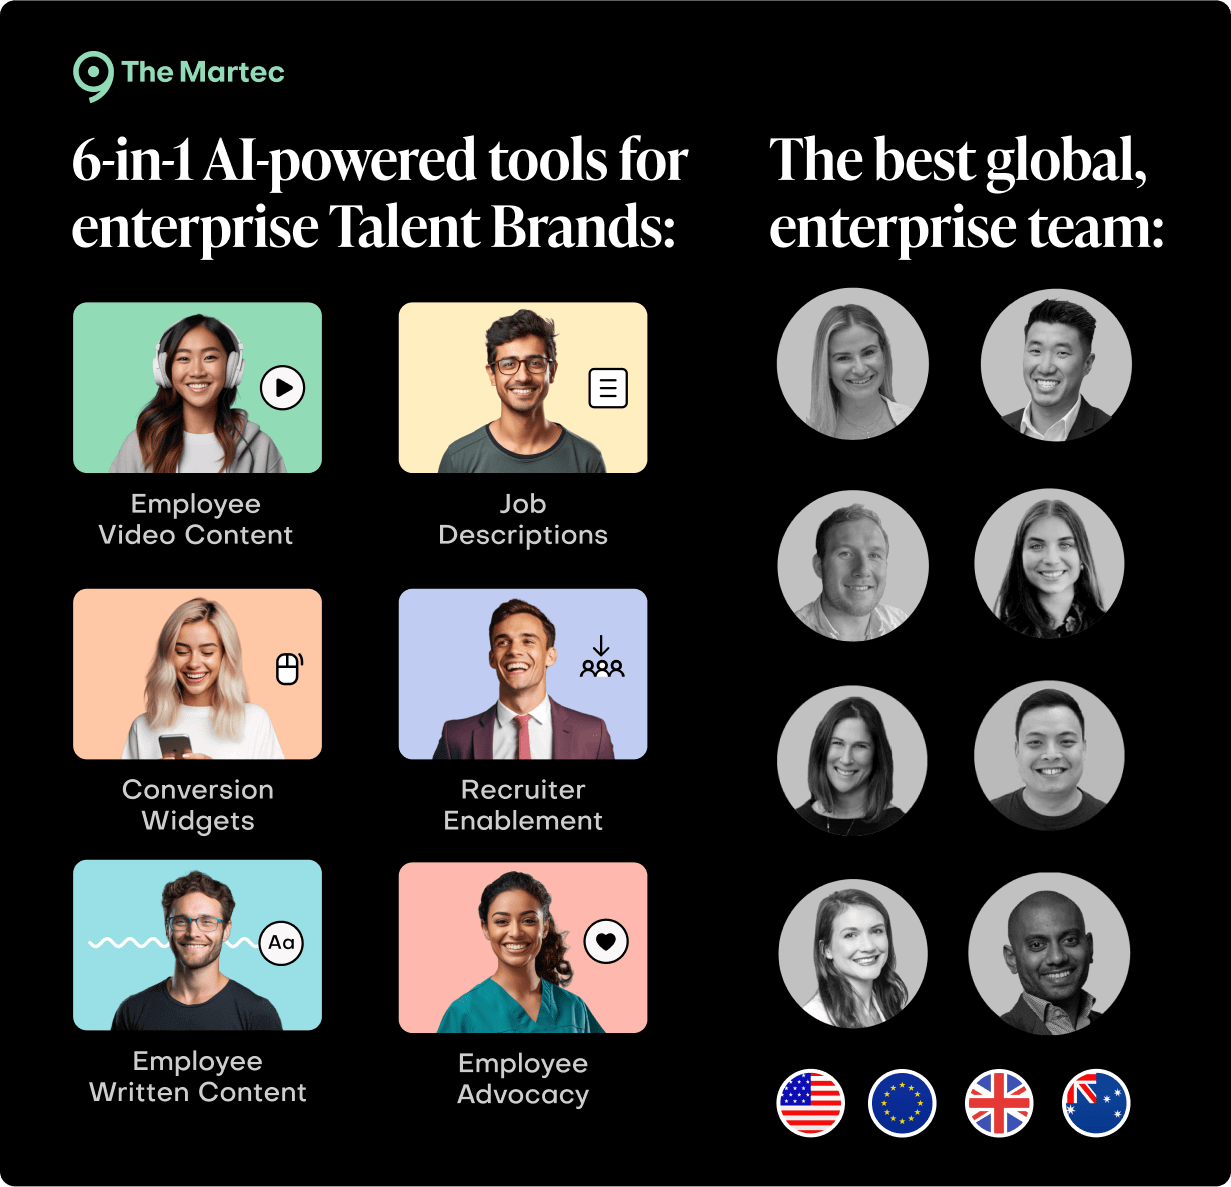 The Martec
6-in-1 AI-powered tools for
enterprise Talent Brands:
Employee
Video Content
Job
Descriptions
Conversion
Widgets
Recruiter
Enablement
Aa
Employee
Written Content
Employee
Advocacy
The best global,
enterprise team: